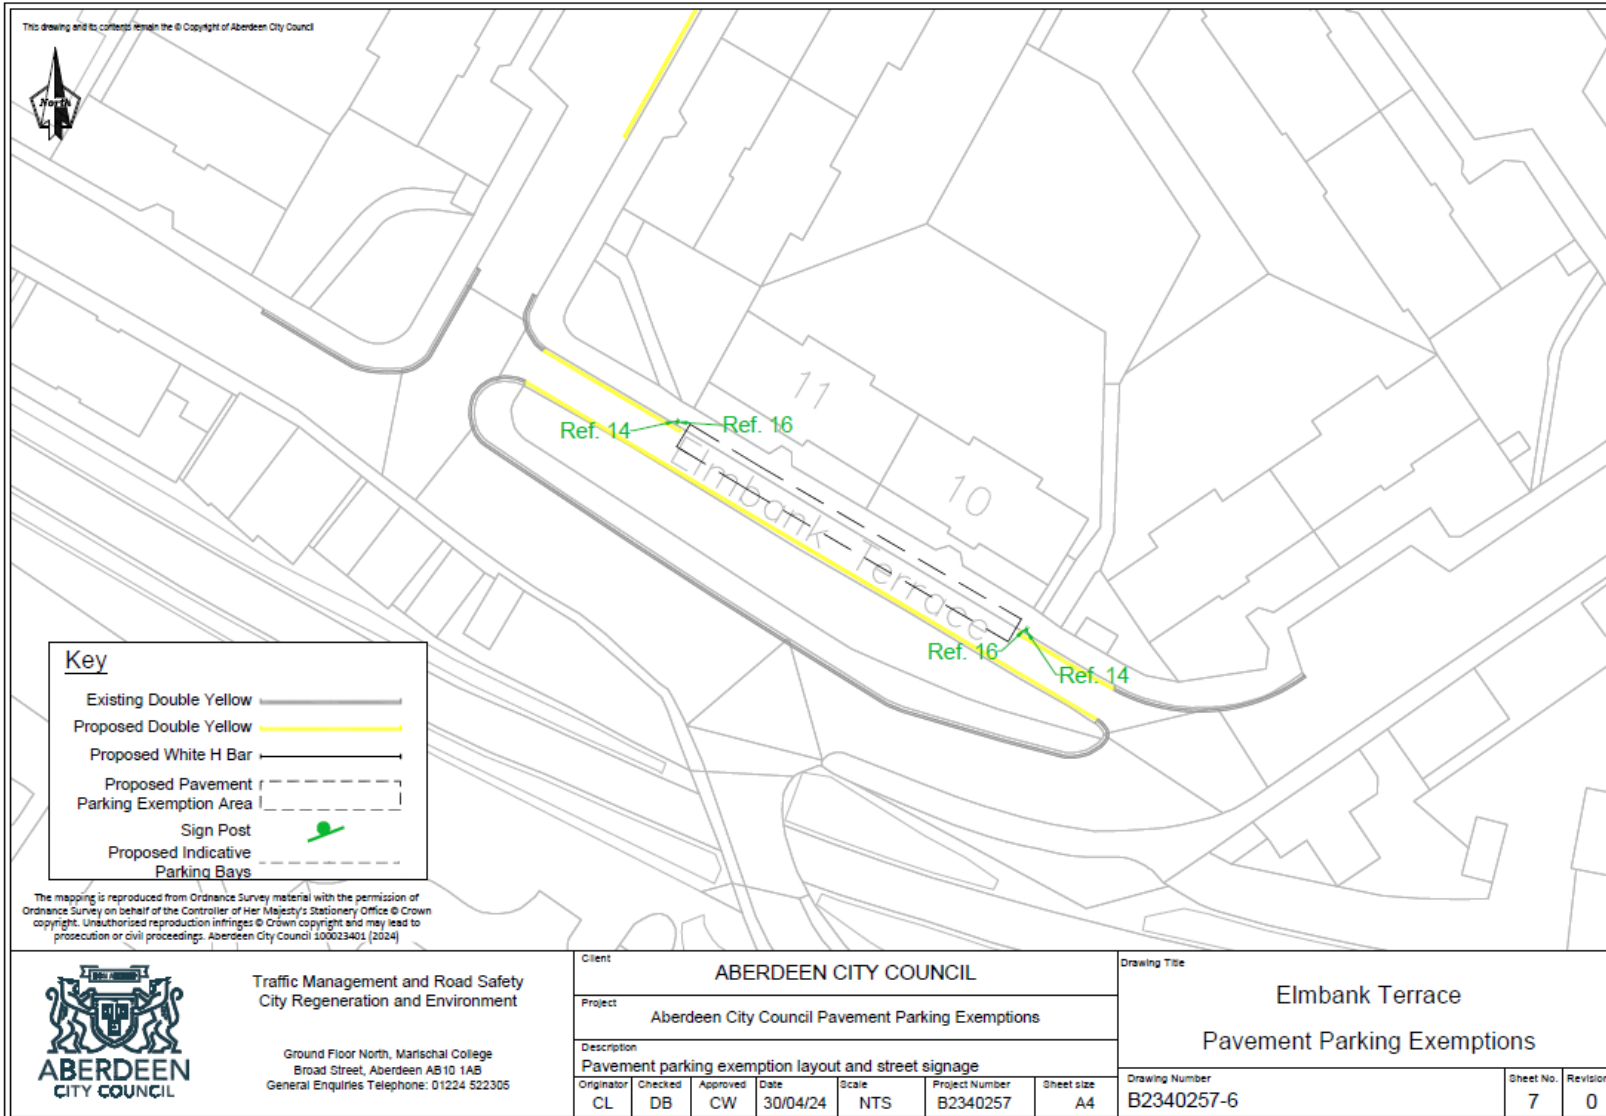 This drawing and its contents remain the © Copyright of Aberdeen City Council
North
11
Ref. 14
Ref. 16
Elmbank Terrace
10
Ref. 16
Ref. 14
Key
Existing Double Yellow
Proposed Double Yellow
Proposed White H Bar
Proposed Pavement
Parking Exemption Area
Sign Post
Proposed Indicative
Parking Bays
The mapping is reproduced from Ordnance Survey material with the permission of
Ordnance Survey on behalf of the Controller of Her Majesty's Stationery Office © Crown
copyright. Unauthorised reproduction infringes © Crown copyright and may lead to
prosecution or civil proceedings. Aberdeen City Council 100023401 (2024)
ABERDEEN
CITY COUNCIL
Traffic Management and Road Safety
City Regeneration and Environment
Ground Floor North, Marischal College
Broad Street, Aberdeen AB10 1AB
General Enquiries Telephone: 01224 522305
Client
ABERDEEN CITY COUNCIL
Project
Aberdeen City Council Pavement Parking Exemptions
Description
Pavement parking exemption layout and street signage
Originator Checked Approved Date Scale Project Number Sheet size
CL DB CW 30/04/24 NTS B2340257 A4
Drawing Title
Elmbank Terrace
Pavement Parking Exemptions
Drawing Number Sheet No. Revision
B2340257-6 7 0